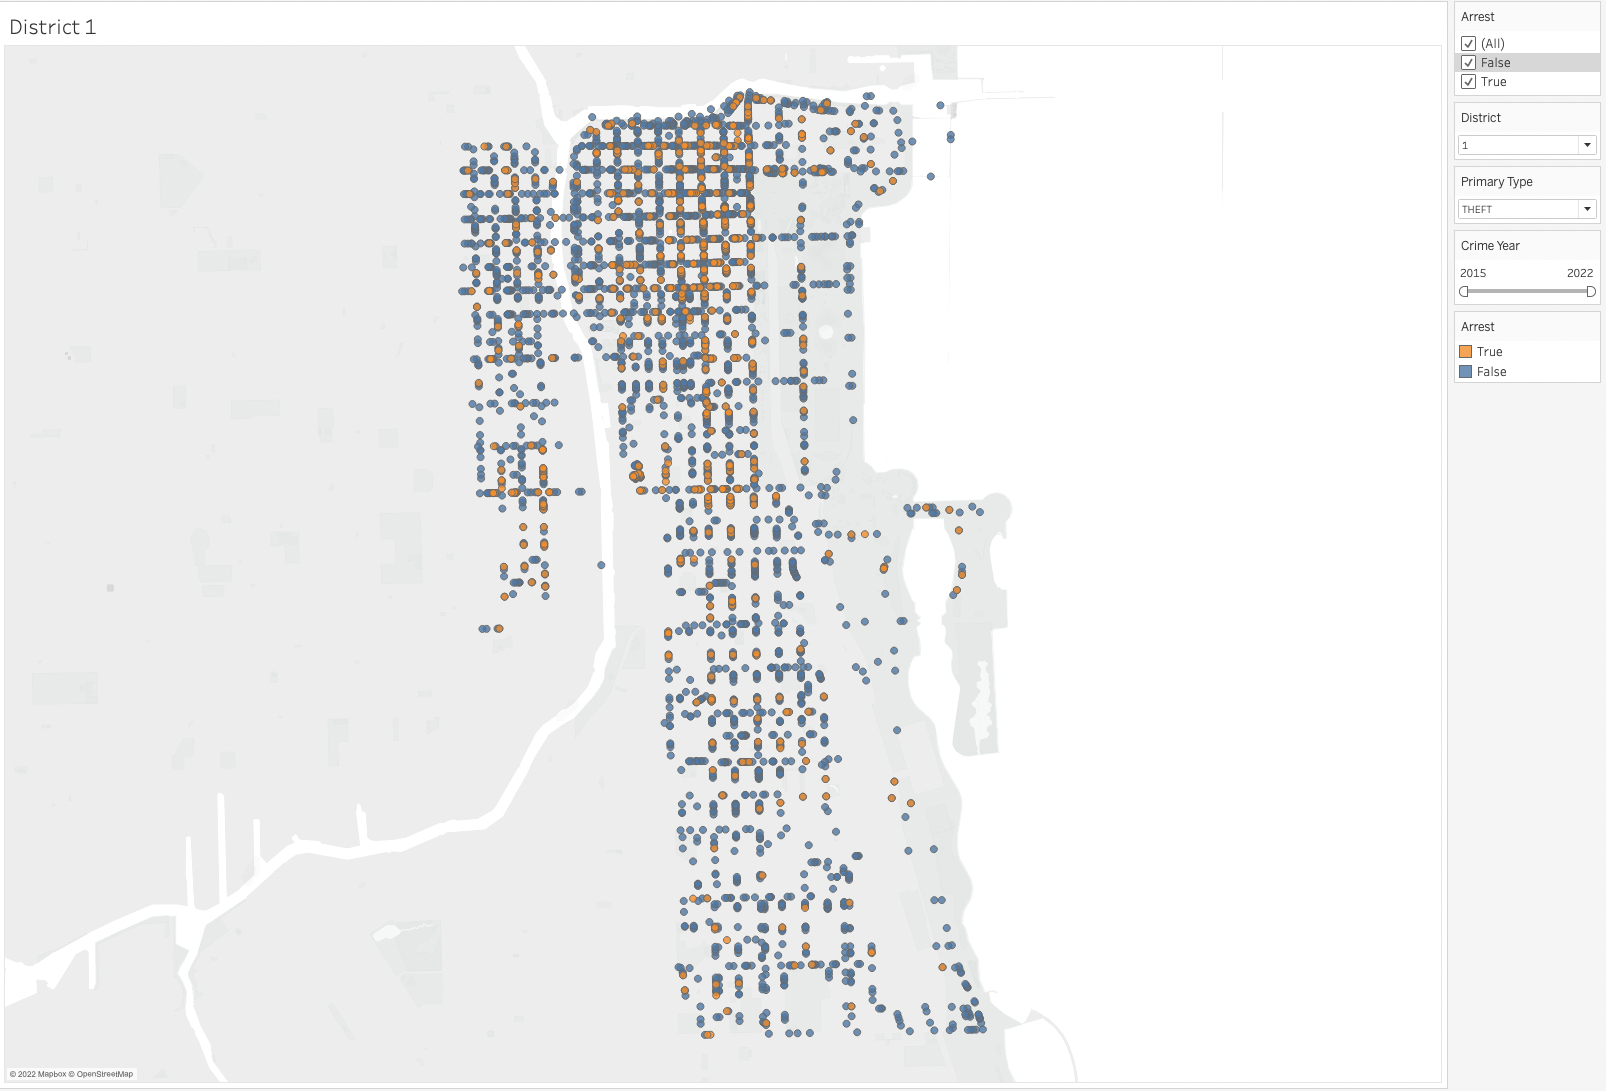 District 1
Arrest
(All)
False
True
District
1
Primary Type
THEFT
Crime Year
2015 2022
Arrest
True
False
© 2022 Mapbox © OpenStreetMap